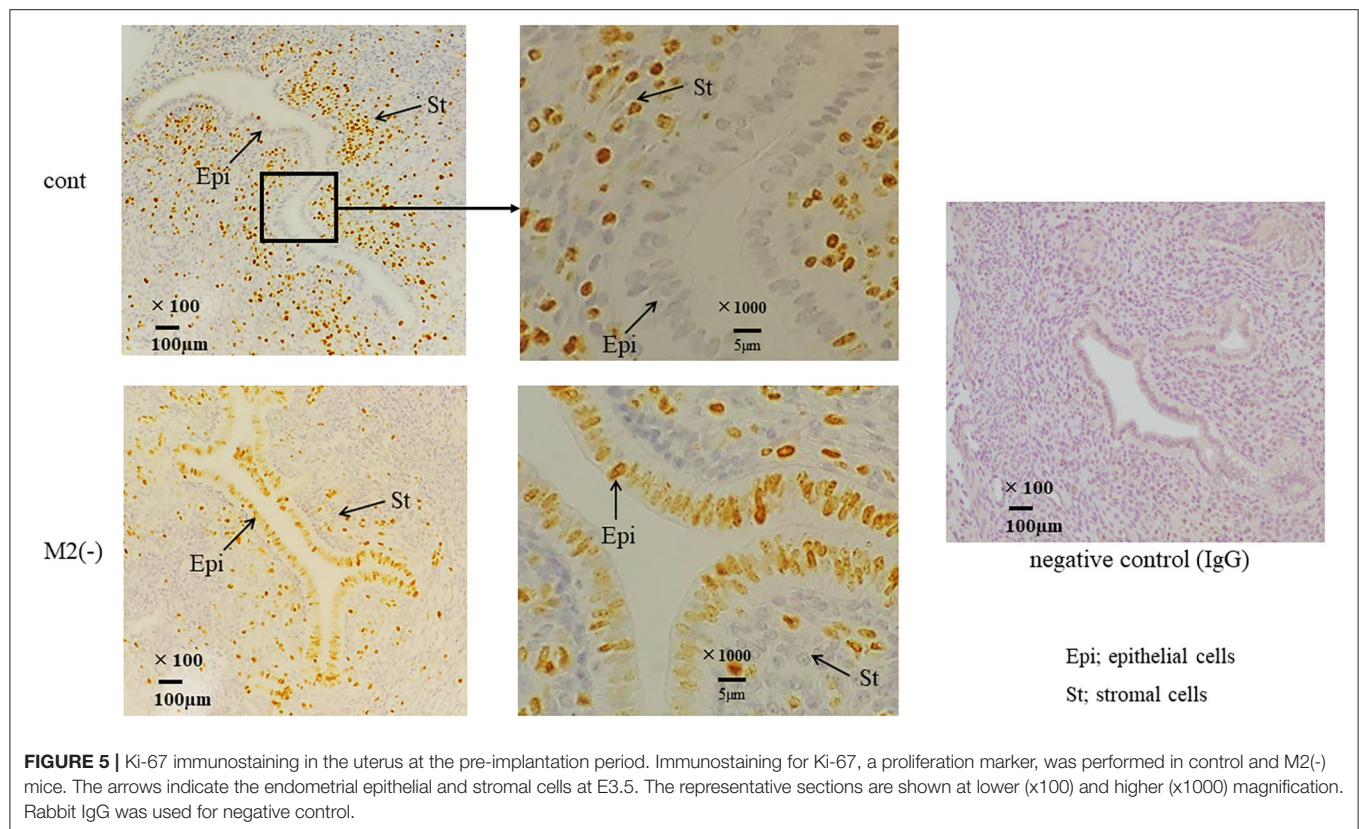 cont
St
Epi
× 100
100μm
St
Epi
× 1000
5μm
M2(-)
St
Epi
× 100
100μm
Epi
×1000
5μm
St
× 100
100μm
negative control (IgG)
Epi; epithelial cells
St; stromal cells
FIGURE 5 | Ki-67 immunostaining in the uterus at the pre-implantation period. Immunostaining for Ki-67, a proliferation marker, was performed in control and M2(-)
mice. The arrows indicate the endometrial epithelial and stromal cells at E3.5. The representative sections are shown at lower (x100) and higher (x1000) magnification.
Rabbit IgG was used for negative control.